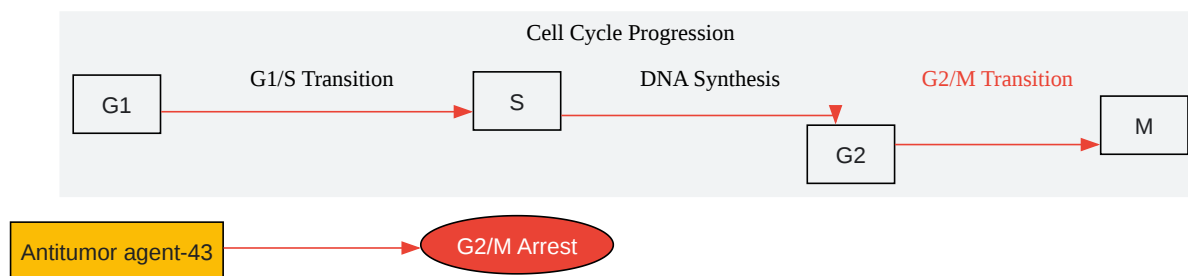 Cell Cycle Progression
G1/S Transition
DNA Synthesis
G2/M Transition
G1
S
G2
M
Antitumor agent-43
G2/M Arrest